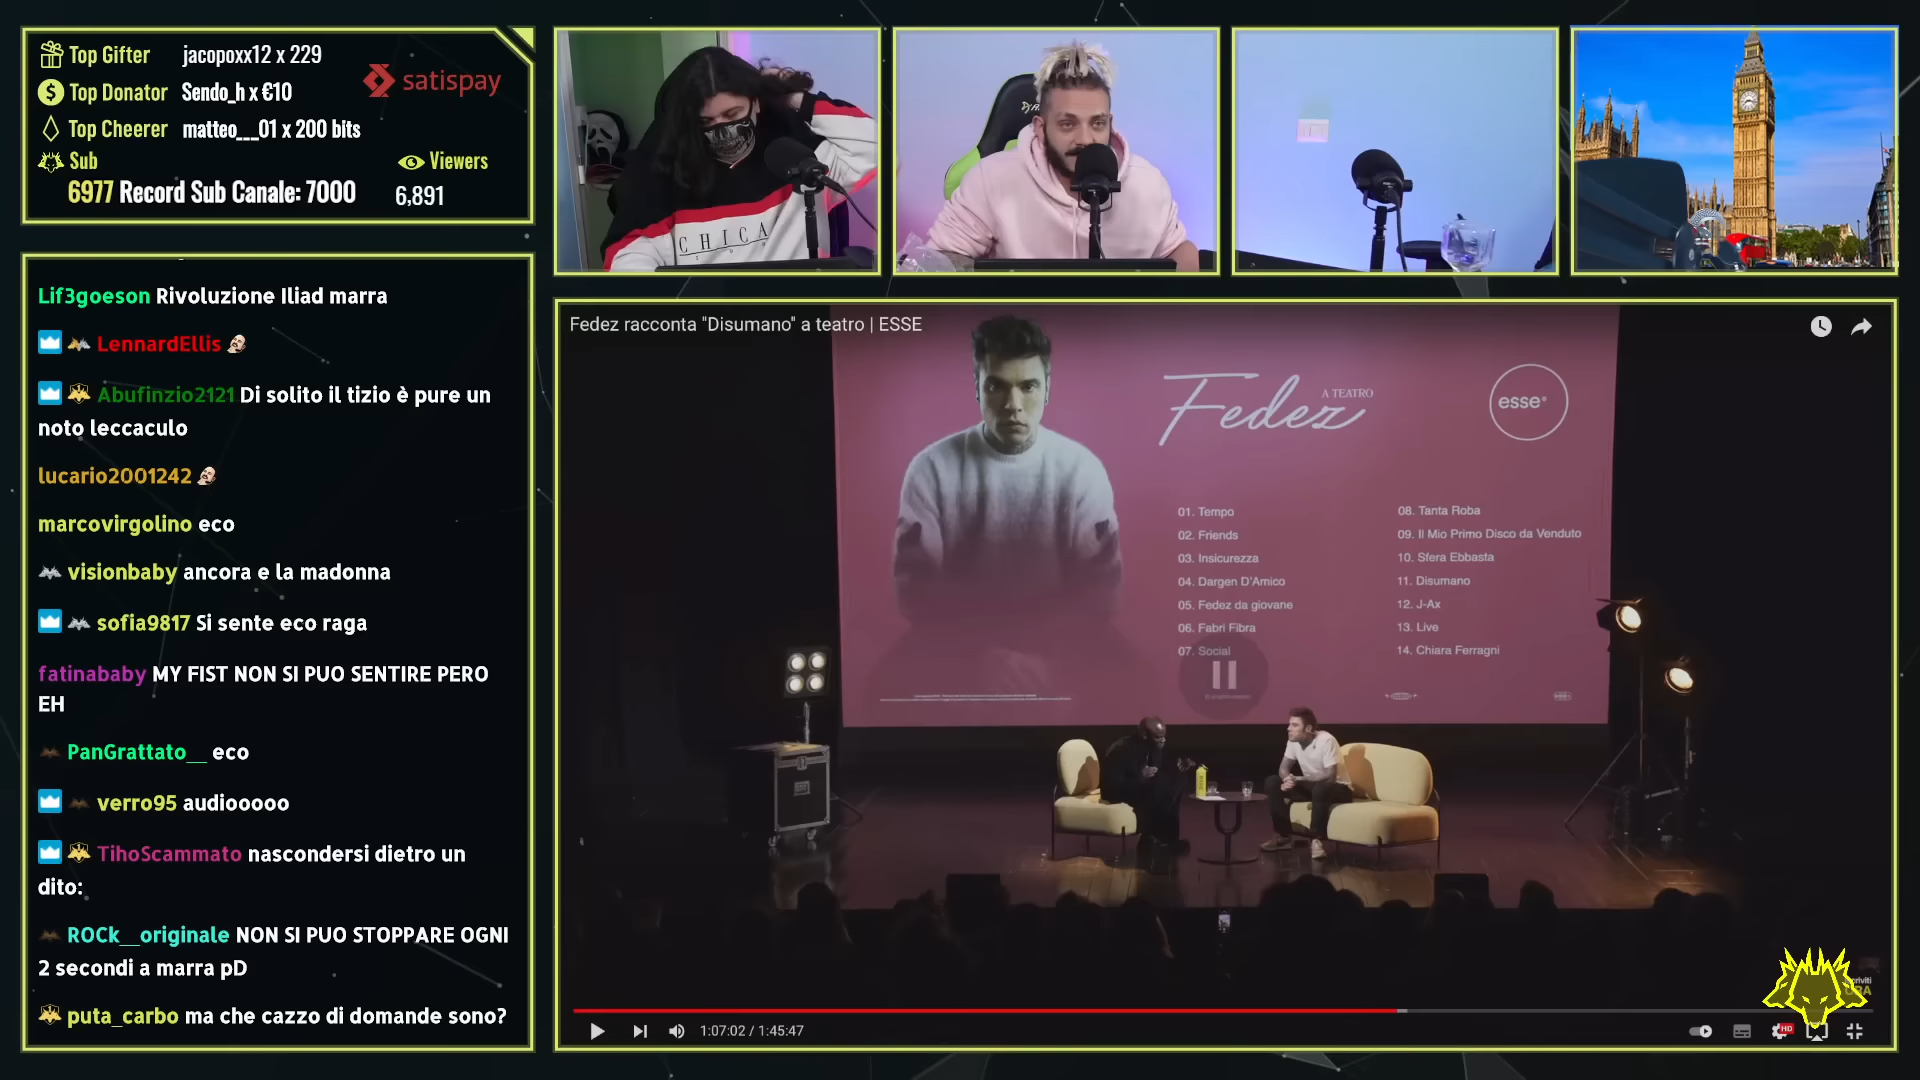 Top Gifter jacopoxx12 x 229
satispay
Top Donator Sendo_h x €10
Top Cheerer matteo___01 x 200 bits
Sub
Viewers
6977 Record Sub Canale: 7000
6,891
Lif3goeson Rivoluzione Iliad marra
LennardEllis
Abufinzio2121 Di solito il tizio è pure un
noto leccaculo
lucario2001242
marcovirgolino eco
visionbaby ancora e la madonna
sofia9817 Si sente eco raga
fatinababy MY FIST NON SI PUO SENTIRE PERO
EH
PanGrattato__ eco
verro95 audiooooo
TihoScammato nascondersi dietro un
dito:
ROCk__originale NON SI PUO STOPPARE OGNI
2 secondi a marra pD
puta_carbo ma che cazzo di domande sono?
CHICA
Fedez racconta "Disumano" a teatro | ESSE
A TEATRO
Fedez
esse
01. Tempo
02. Friends
03. Insicurezza
04. Dargen D'Amico
05. Fedez da giovane
06. Fabri Fibra
07. Social
08. Tanta Roba
09. Il Mio Primo Disco da Venduto
10. Sfera Ebbasta
11. Disumano
12. J-Ax
13. Live
14. Chiara Ferragni
1:07:02 / 1:45:47
HD